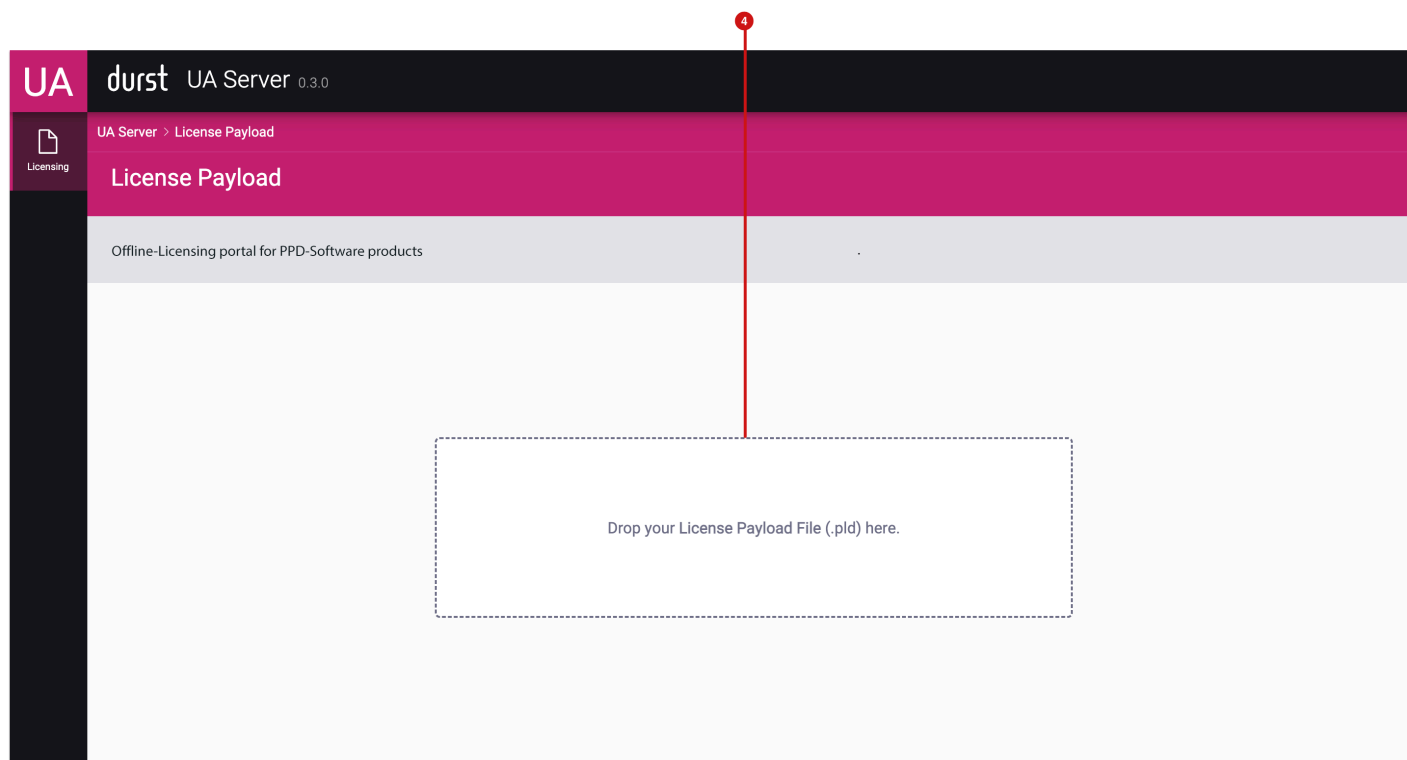 4
UA
durst UA Server 0.3.0
UA Server > License Payload
Licensing
License Payload
Offline-Licensing portal for PPD-Software products .
Drop your License Payload File (.pld) here.